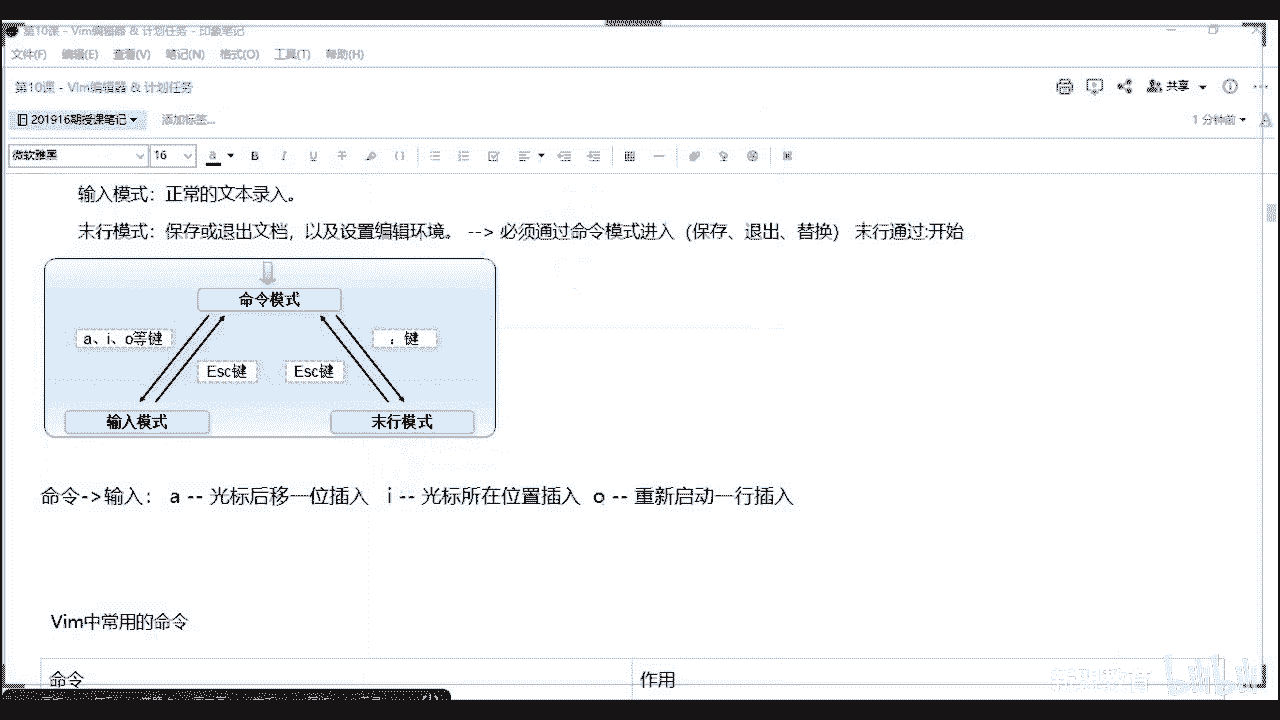 第10课 - Vim编辑器 & 计划任务 - 印象笔记
文件(F) 编辑(E) 查看(V) 笔记(N) 格式(O) 工具(T) 帮助(H)
第10课 - Vim编辑器 & 计划任务
共享
201916期授课笔记 添加标签...
1 分钟前
微软雅黑 16 a B I U T
输入模式：正常的文本录入。
末行模式：保存或退出文档，以及设置编辑环境。 --> 必须通过命令模式进入（保存、退出、替换） 末行通过:开始
命令模式
a、i、o等键 ：键
Esc键 Esc键
输入模式 末行模式
命令->输入： a -- 光标后移一位插入 i -- 光标所在位置插入 o -- 重新启动一行插入
Vim中常用的命令
命令 作用